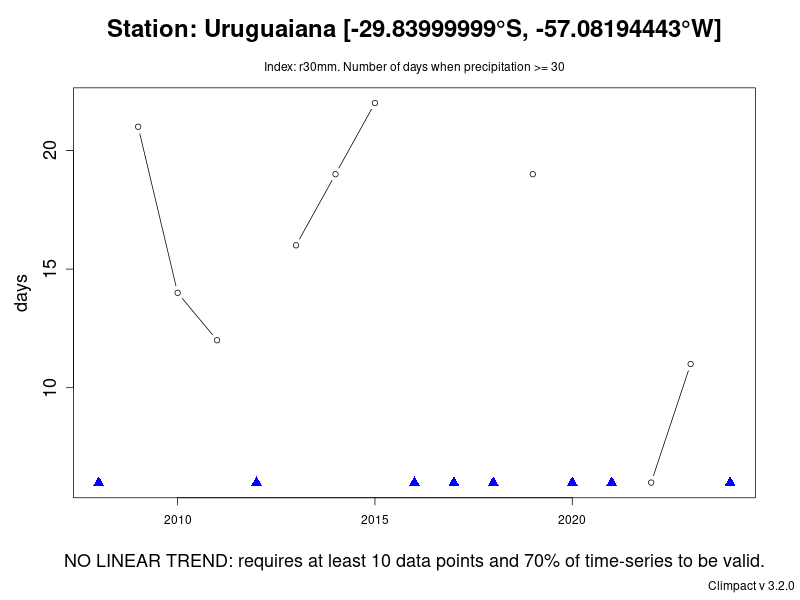 Station: Uruguaiana [-29.83999999°S, -57.08194443°W]
Index: r30mm. Number of days when precipitation >= 30
days
20
15
10
2010 2015 2020
NO LINEAR TREND: requires at least 10 data points and 70% of time-series to be valid.
Climpact v 3.2.0